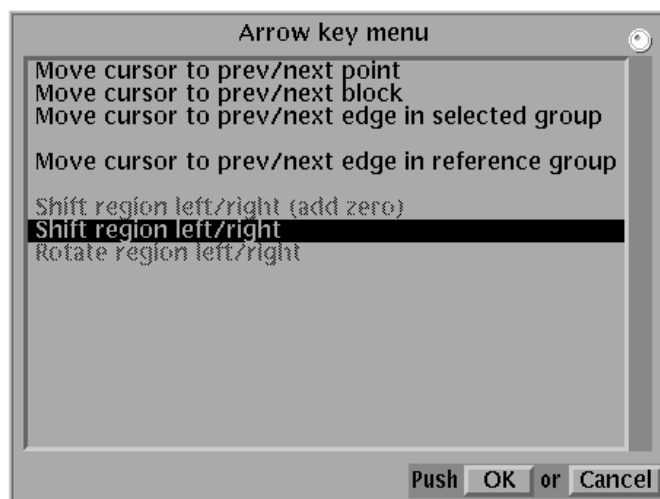 Arrow key menu
Move cursor to prev/next point
Move cursor to prev/next block
Move cursor to prev/next edge in selected group
Move cursor to prev/next edge in reference group
Shift region left/right (add zero)
Shift region left/right
Rotate region left/right
Push OK or Cancel